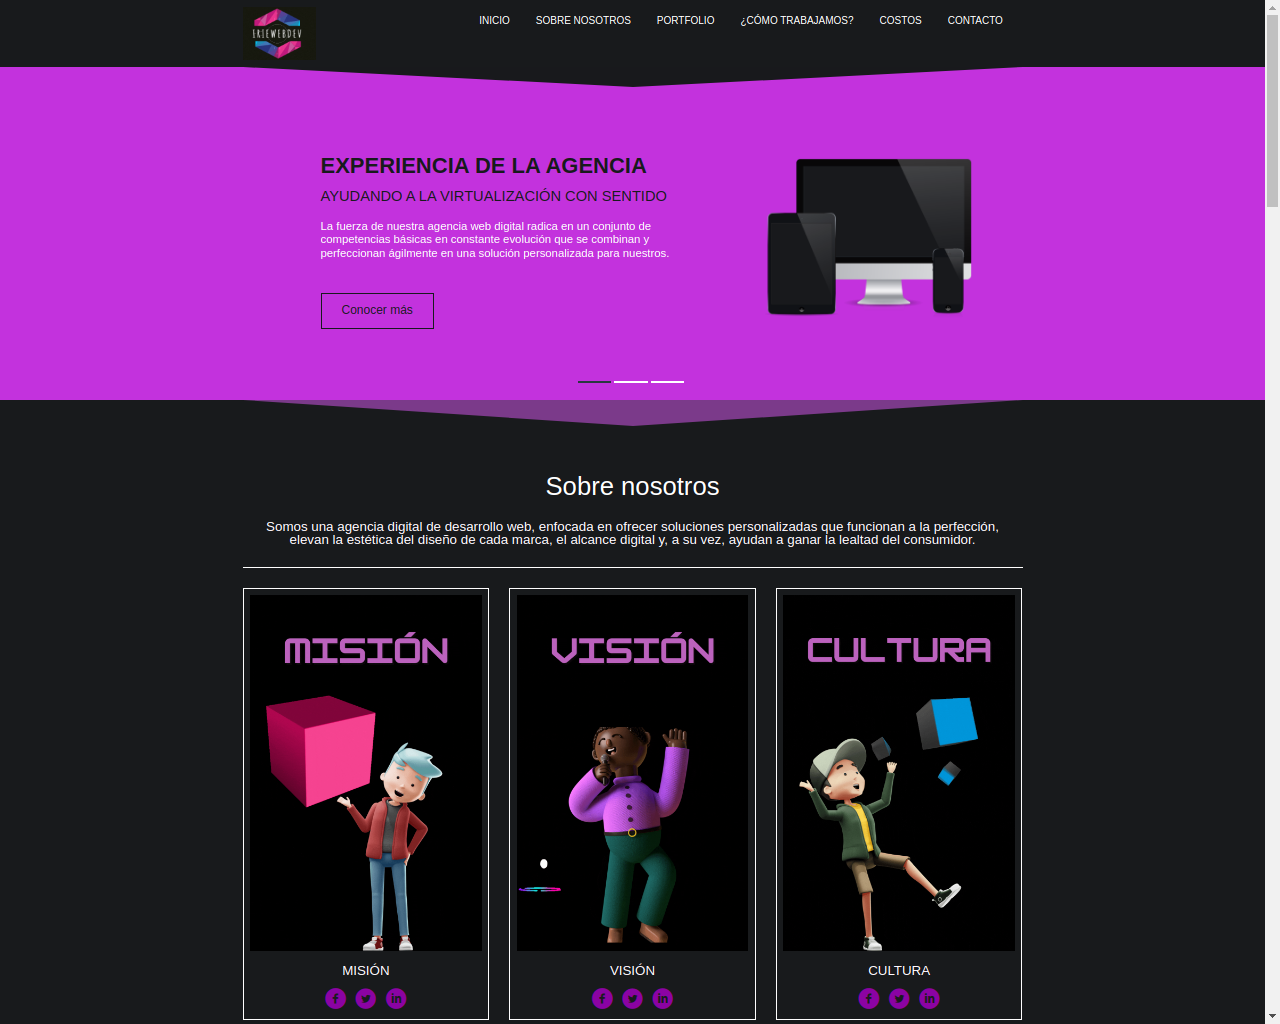 ERIEWEBDEV
INICIO
SOBRE NOSOTROS
PORTFOLIO
¿CÓMO TRABAJAMOS?
COSTOS
CONTACTO
EXPERIENCIA DE LA AGENCIA
AYUDANDO A LA VIRTUALIZACIÓN CON SENTIDO
La fuerza de nuestra agencia web digital radica en un conjunto de
competencias básicas en constante evolución que se combinan y
perfeccionan ágilmente en una solución personalizada para nuestros.
Conocer más
Sobre nosotros
Somos una agencia digital de desarrollo web, enfocada en ofrecer soluciones personalizadas que funcionan a la perfección,
elevan la estética del diseño de cada marca, el alcance digital y, a su vez, ayudan a ganar la lealtad del consumidor.
MISIÓN
VISIÓN
CULTURA
MISIÓN
VISIÓN
CULTURA